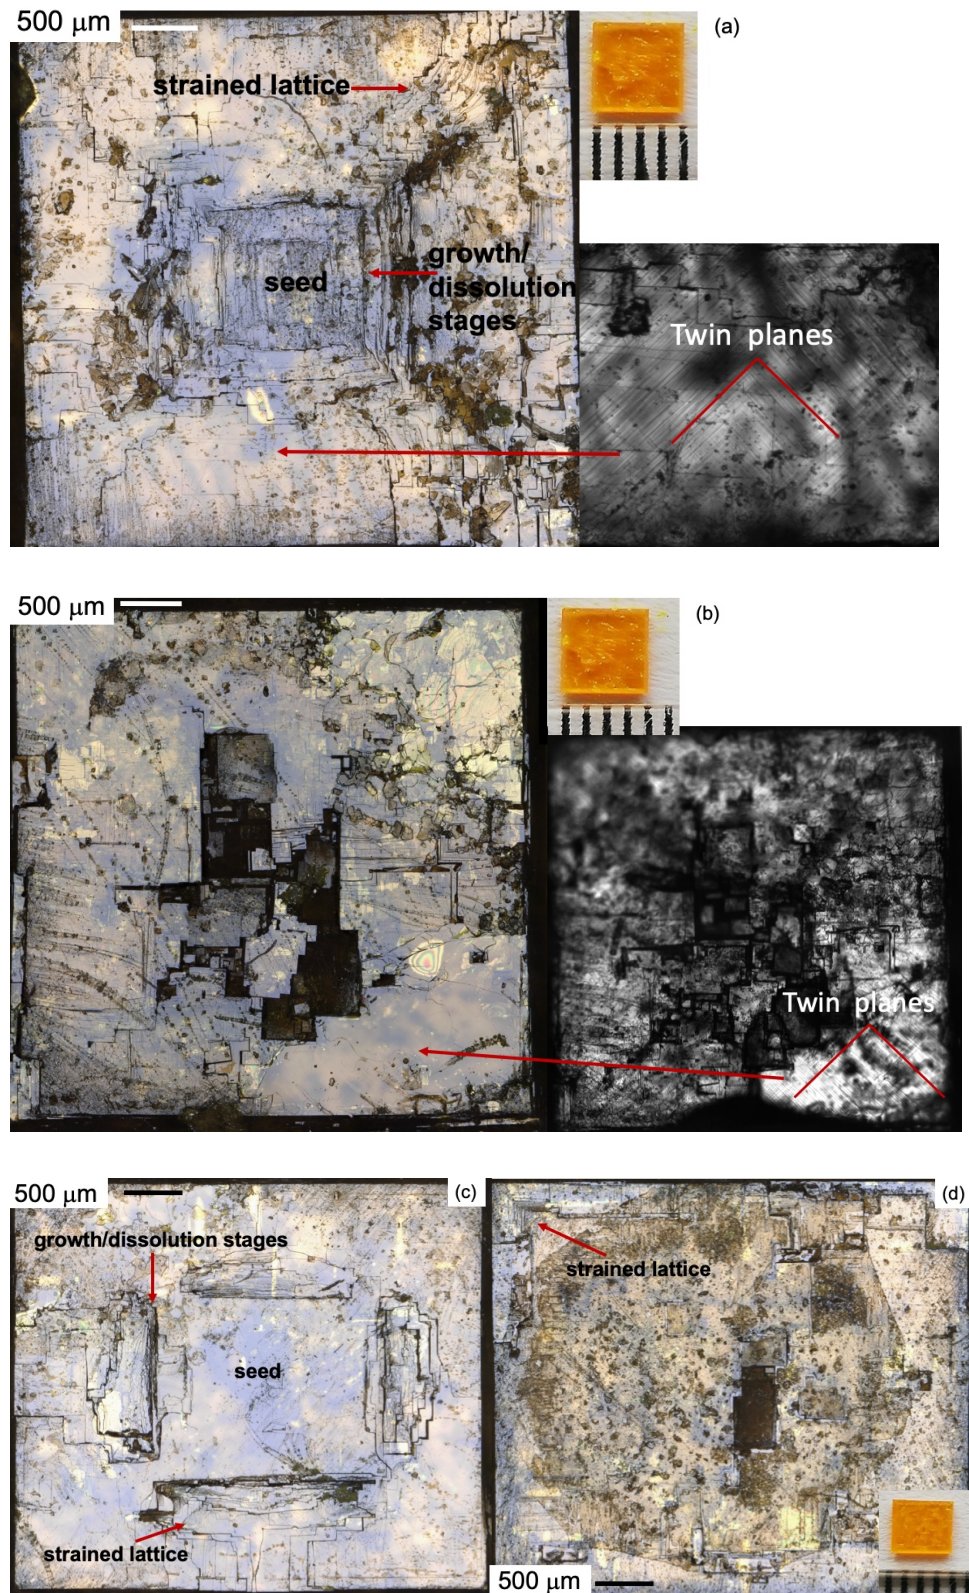 500 μm
(a)
strained lattice
growth/
dissolution
stages
seed
Twin planes
500 μm
(b)
Twin planes
500 μm
(c)
growth/dissolution stages
seed
strained lattice
(d)
strained lattice
500 μm